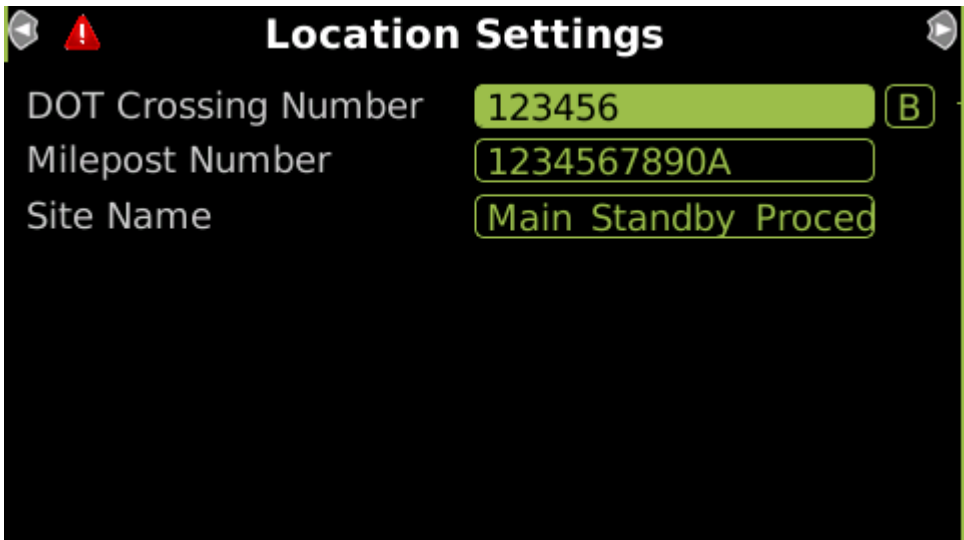 Location Settings
DOT Crossing Number 123456 B
Milepost Number 1234567890A
Site Name Main Standby Proced